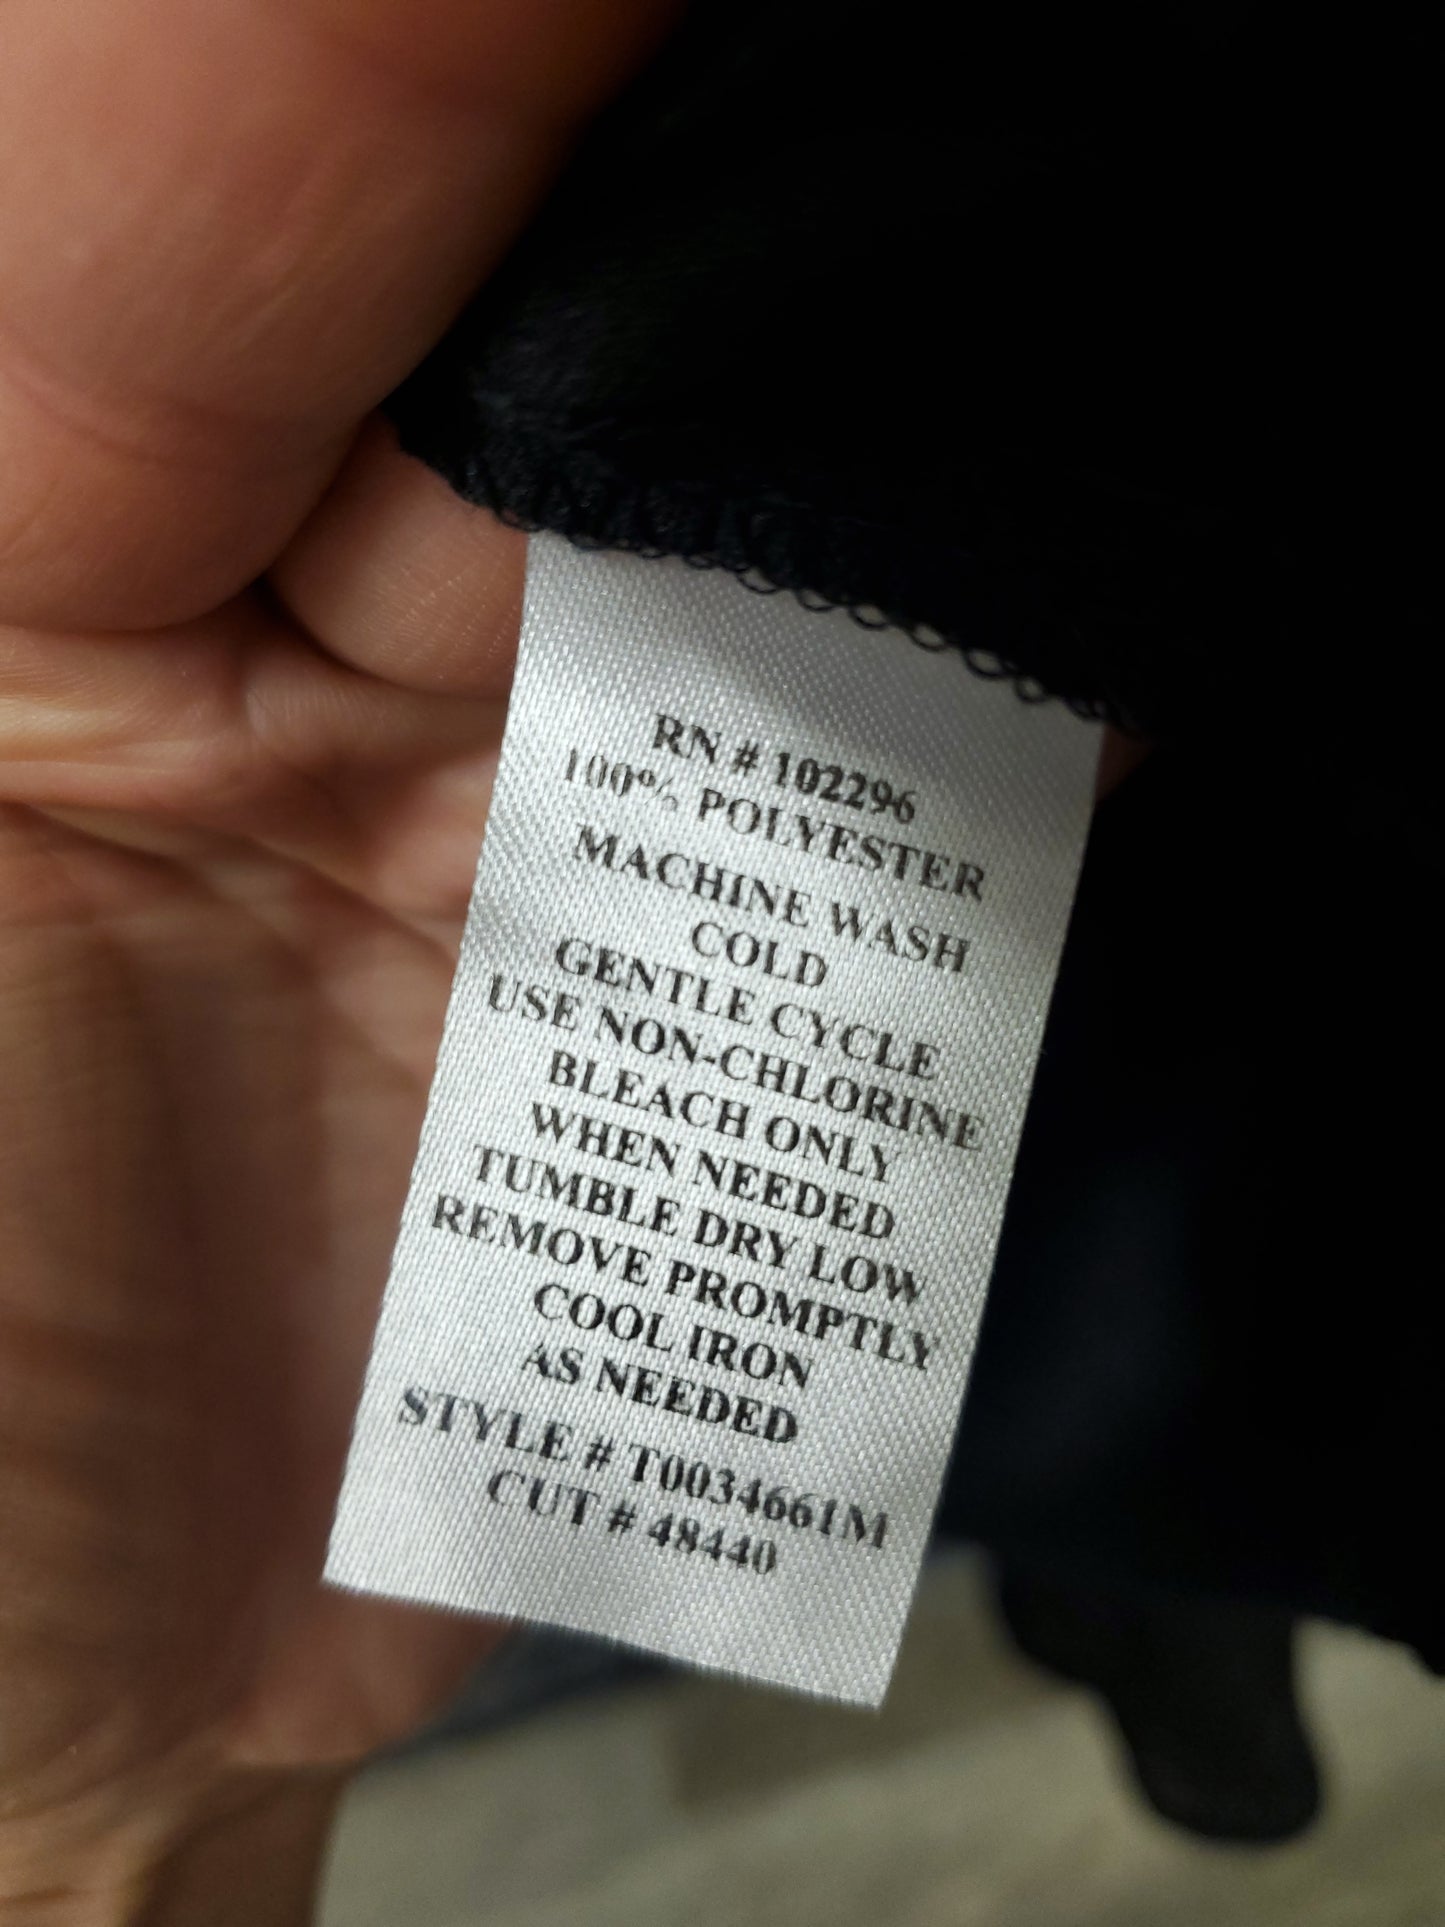 RN # 102296
100% POLYESTER
MACHINE WASH
COLD
GENTLE CYCLE
USE NON-CHLORINE
BLEACH ONLY
WHEN NEEDED
TUMBLE DRY LOW
REMOVE PROMPTLY
COOL IRON
AS NEEDED
STYLE # T0034661M
CUT # 48440